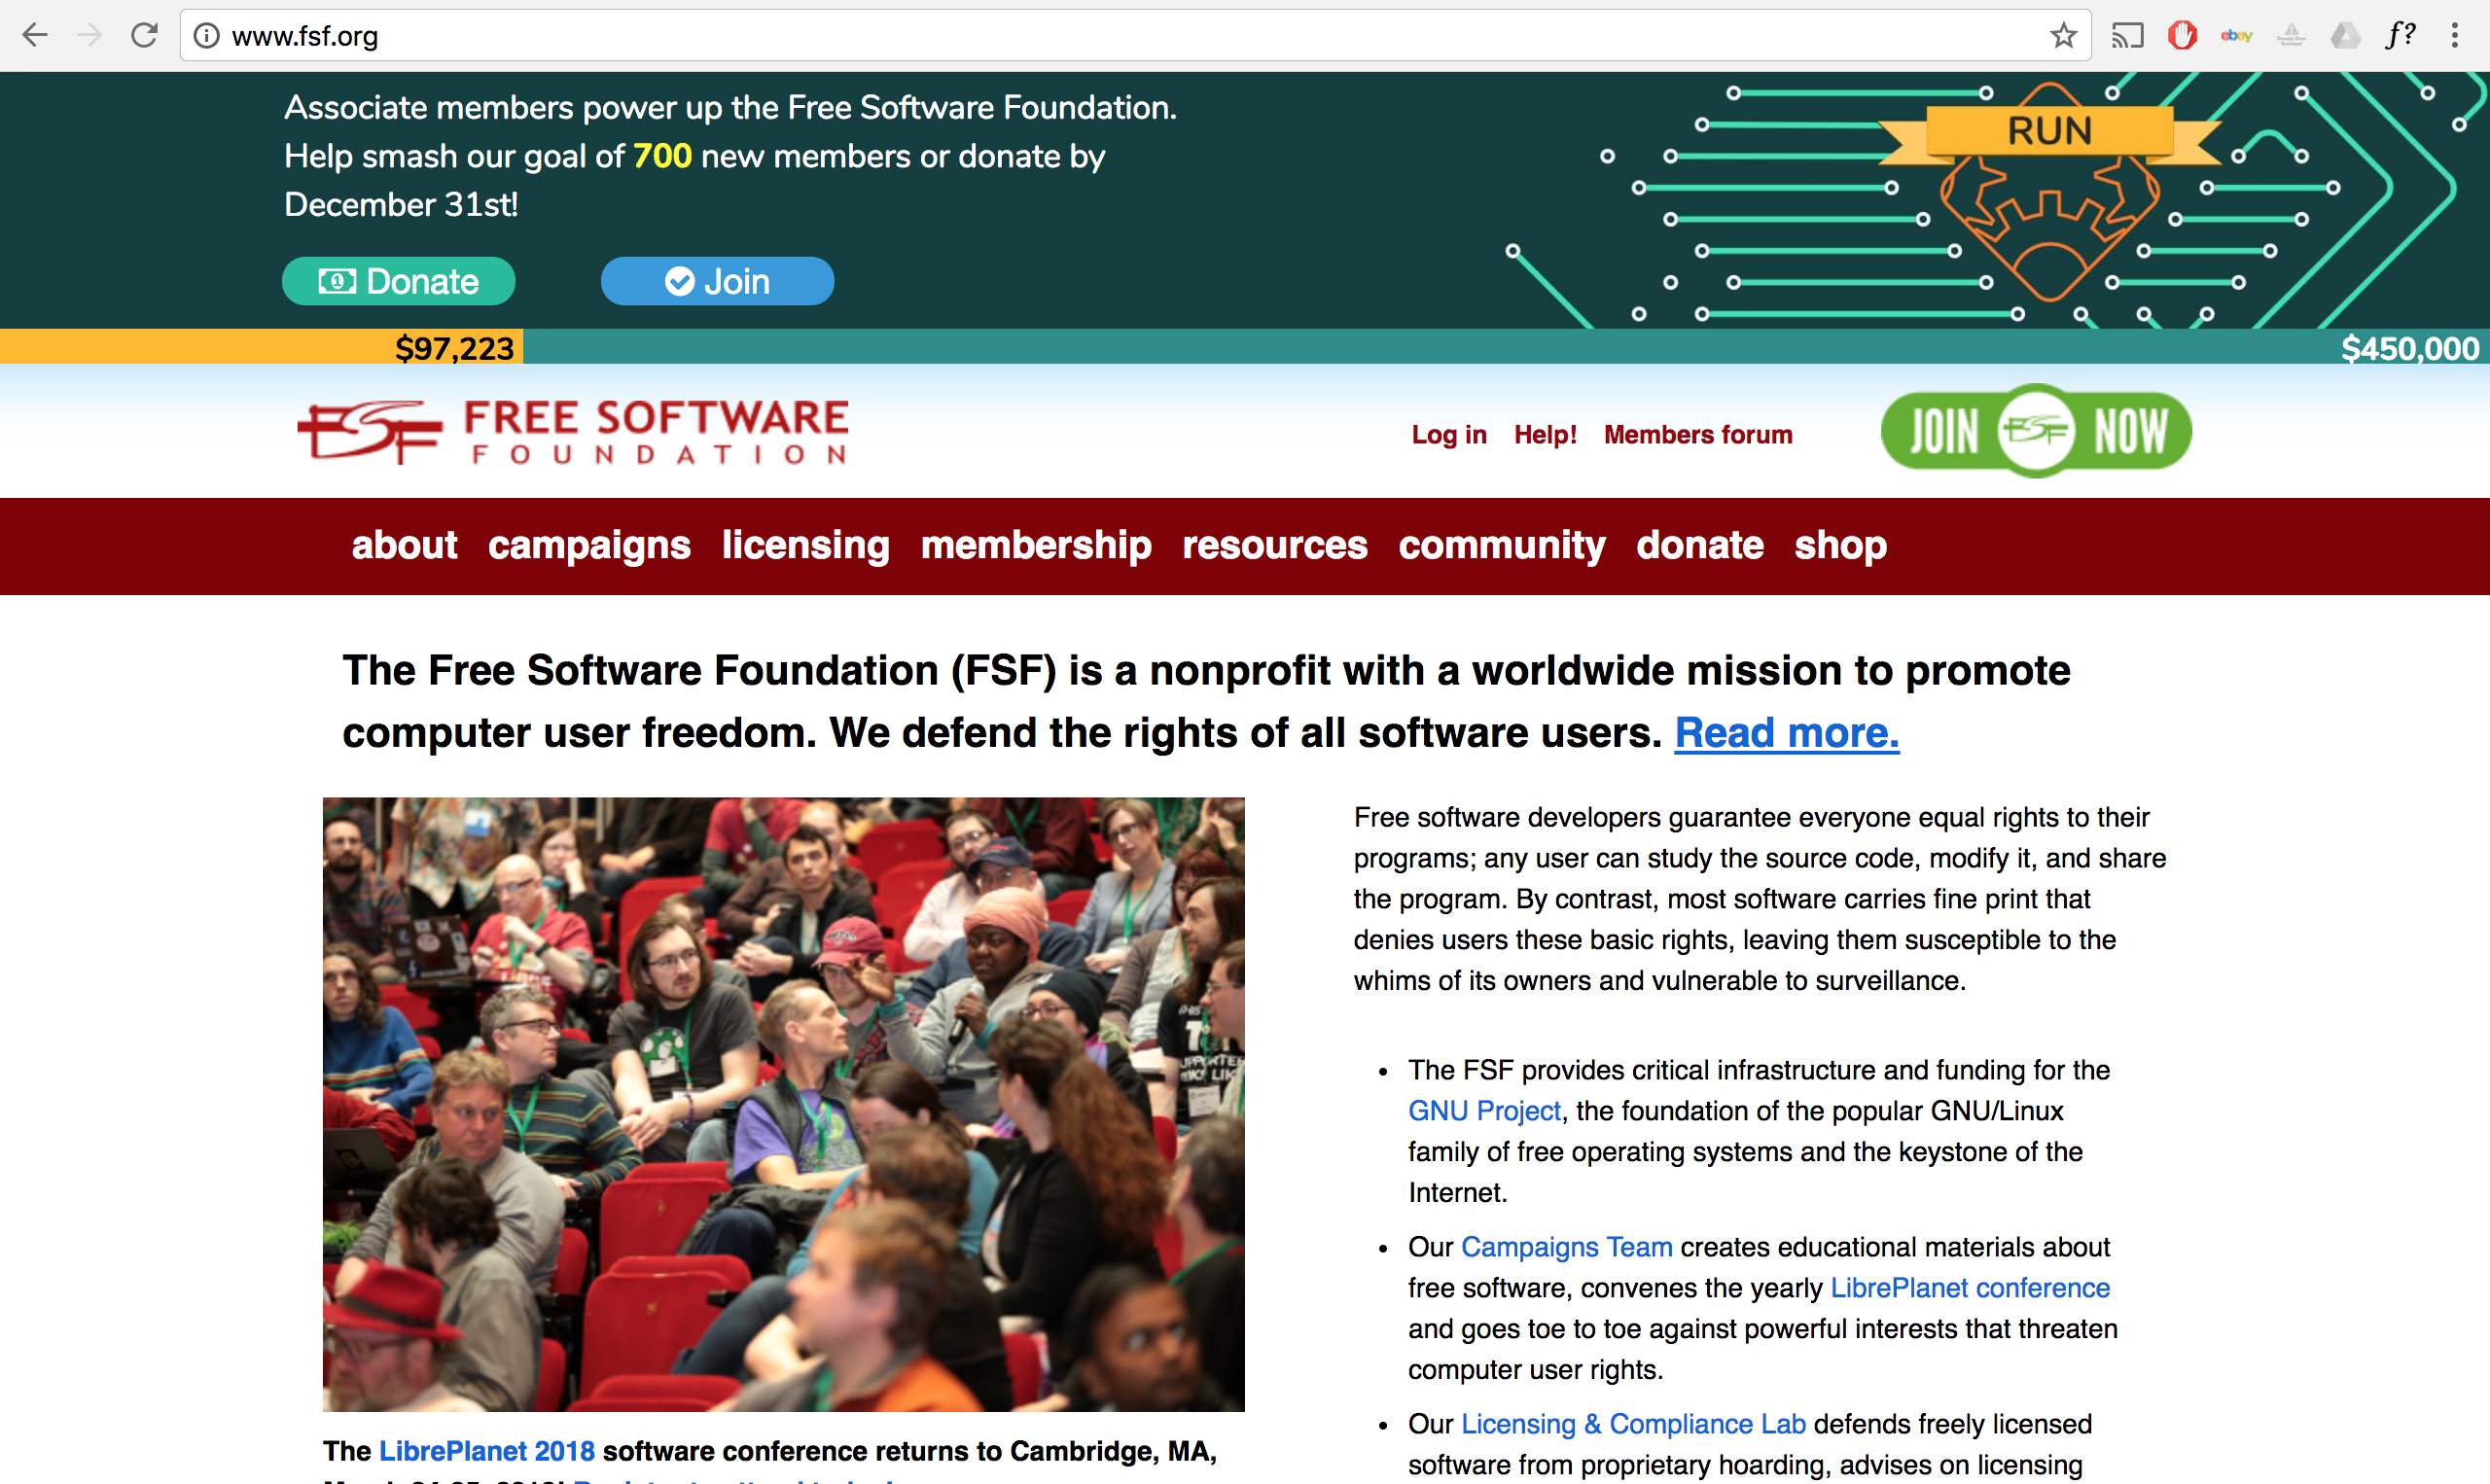 www.fsf.org
ebay
f?
Associate members power up the Free Software Foundation.
Help smash our goal of 700 new members or donate by
December 31st!
RUN
Donate
Join
$97,223
$450,000
FREE SOFTWARE
FOUNDATION
Log in Help! Members forum
JOIN FSF NOW
about campaigns licensing membership resources community donate shop
The Free Software Foundation (FSF) is a nonprofit with a worldwide mission to promote
computer user freedom. We defend the rights of all software users. Read more.
Free software developers guarantee everyone equal rights to their
programs; any user can study the source code, modify it, and share
the program. By contrast, most software carries fine print that
denies users these basic rights, leaving them susceptible to the
whims of its owners and vulnerable to surveillance.
The FSF provides critical infrastructure and funding for the
GNU Project, the foundation of the popular GNU/Linux
family of free operating systems and the keystone of the
Internet.
Our Campaigns Team creates educational materials about
free software, convenes the yearly LibrePlanet conference
and goes toe to toe against powerful interests that threaten
computer user rights.
Our Licensing & Compliance Lab defends freely licensed
software from proprietary hoarding, advises on licensing
The LibrePlanet 2018 software conference returns to Cambridge, MA,